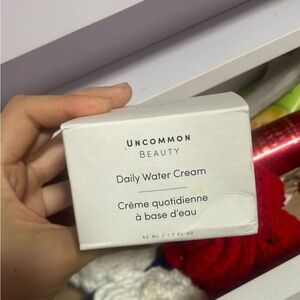 UNCOMMON
BEAUTY
Daily Water Cream
Crème quotidienne
à base d'eau
50 ML / 1.7 FL OZ